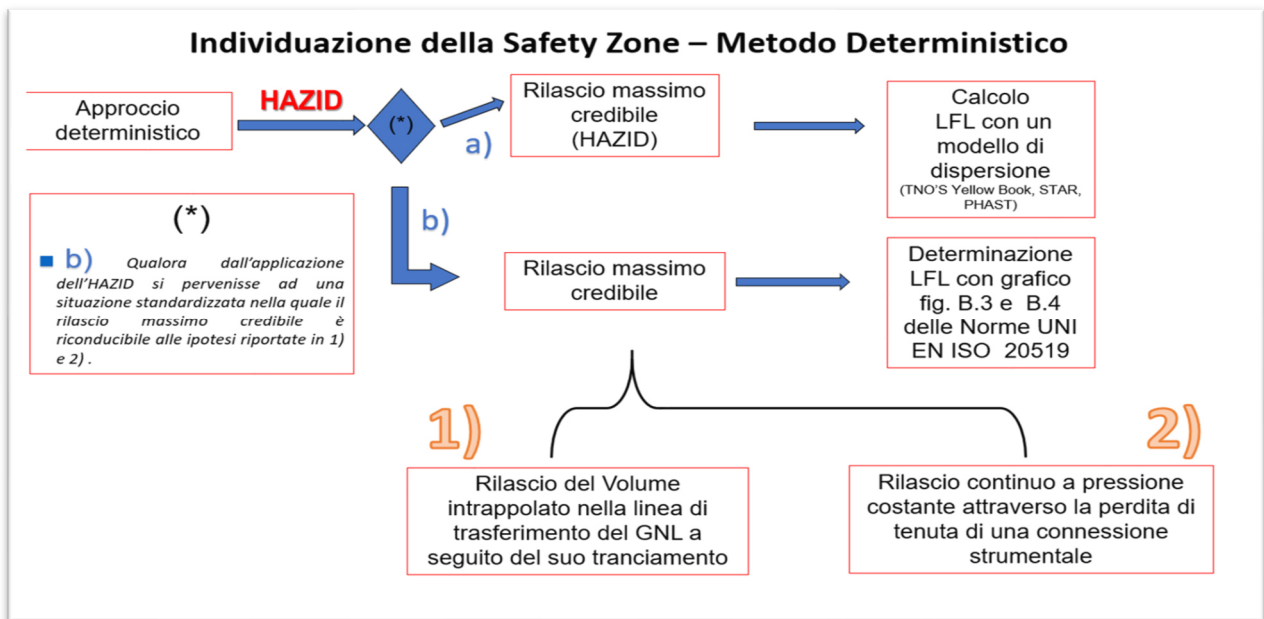 Individuazione della Safety Zone – Metodo Deterministico
Approccio
deterministico
HAZID
(*)
a)
Rilascio massimo
credibile
(HAZID)
Calcolo
LFL con un
modello di
dispersione
(TNO'S Yellow Book, STAR,
PHAST)
(*)
b) Qualora dall'applicazione
dell'HAZID si pervenisse ad una
situazione standardizzata nella quale il
rilascio massimo credibile è
riconducibile alle ipotesi riportate in 1)
e 2) .
b)
Rilascio massimo
credibile
Determinazione
LFL con grafico
fig. B.3 e B.4
delle Norme UNI
EN ISO 20519
1)
Rilascio del Volume
intrappolato nella linea di
trasferimento del GNL a
seguito del suo tranciamento
2)
Rilascio continuo a pressione
costante attraverso la perdita di
tenuta di una connessione
strumentale